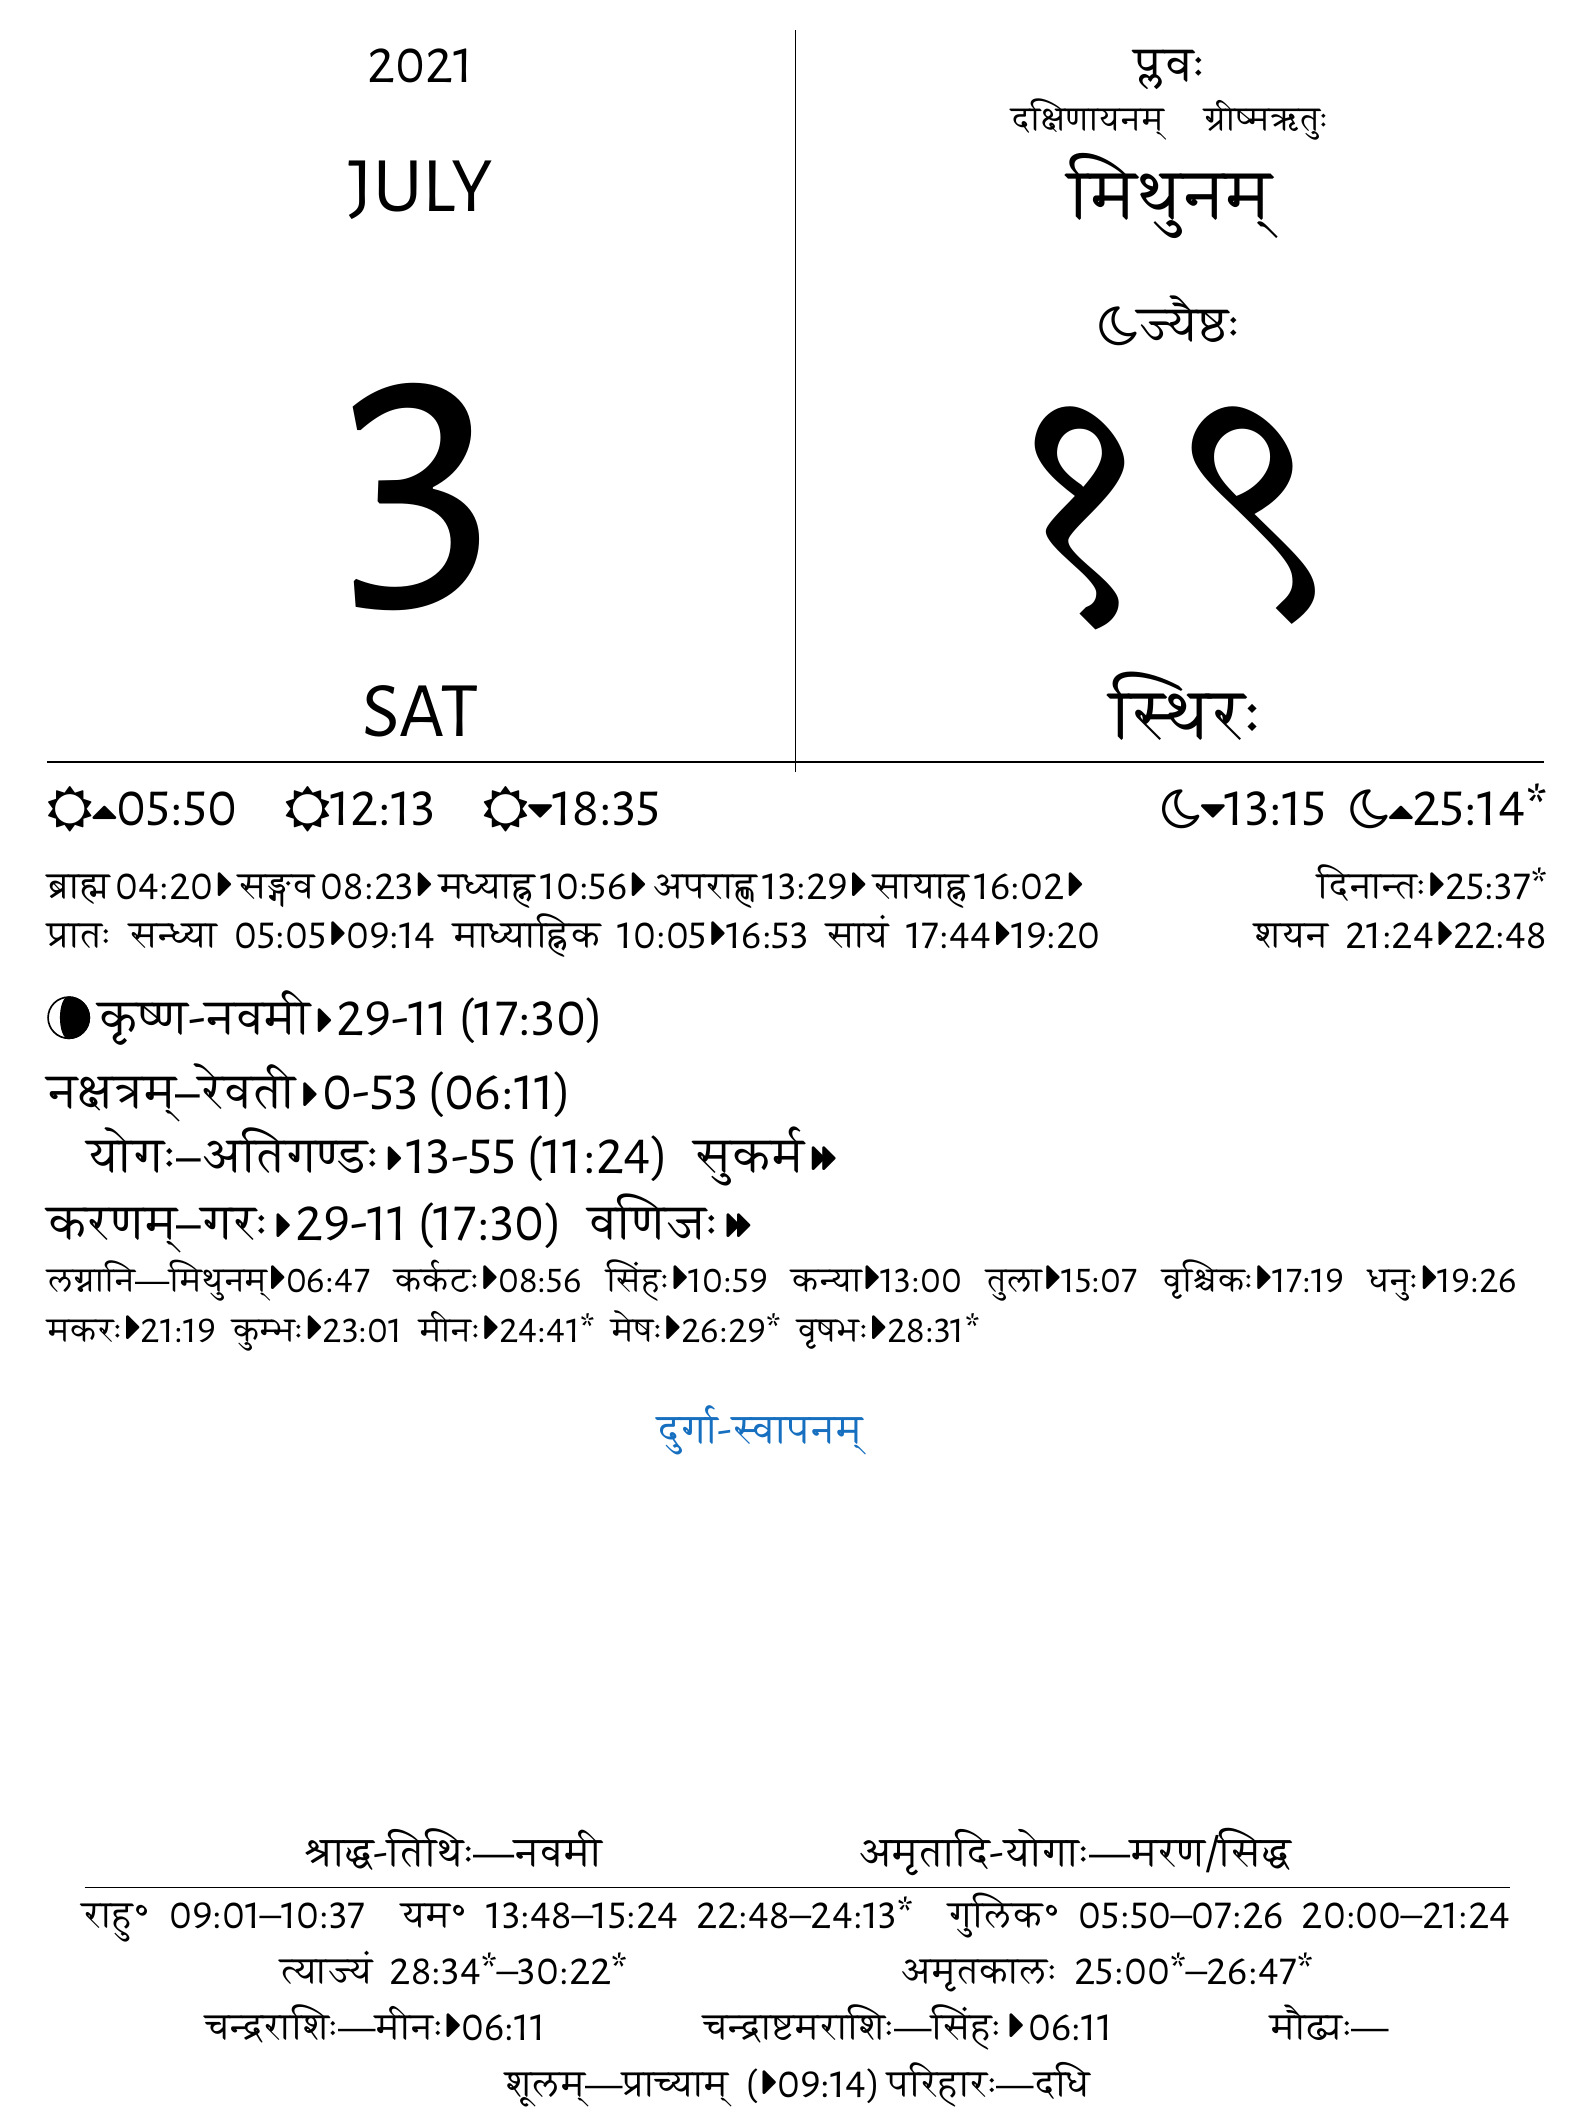 2021
JULY
3
SAT
प्लवः
दक्षिणायनम् ग्रीष्मऋतुः
मिथुनम्
ज्यैष्ठः
१९
स्थिरः
05:50 12:13 18:35 13:15 25:14*
ब्राह्म 04:20 सङ्गव 08:23 मध्याह्न 10:56 अपराह्ण 13:29 सायाह्न 16:02 दिनान्तः 25:37*
प्रातः सन्ध्या 05:05 09:14 माध्याह्निक 10:05 16:53 सायं 17:44 19:20 शयन 21:24 22:48
कृष्ण-नवमी 29-11 (17:30)
नक्षत्रम्–रेवती 0-53 (06:11)
योगः–अतिगण्डः 13-55 (11:24) सुकर्म
करणम्–गरः 29-11 (17:30) वणिजः
लग्नानि—मिथुनम् 06:47 कर्कटः 08:56 सिंहः 10:59 कन्या 13:00 तुला 15:07 वृश्चिकः 17:19 धनुः 19:26
मकरः 21:19 कुम्भः 23:01 मीनः 24:41* मेषः 26:29* वृषभः 28:31*
दुर्गा-स्वापनम्
श्राद्ध-तिथिः—नवमी अमृतादि-योगाः—मरण/सिद्ध
राहु॰ 09:01–10:37 यम॰ 13:48–15:24 22:48–24:13* गुलिक॰ 05:50–07:26 20:00–21:24
त्याज्यं 28:34*–30:22* अमृतकालः 25:00*–26:47*
चन्द्रराशिः—मीनः 06:11 चन्द्राष्टमराशिः—सिंहः 06:11 मौढ्यः—
शूलम्—प्राच्याम् (09:14) परिहारः—दधि